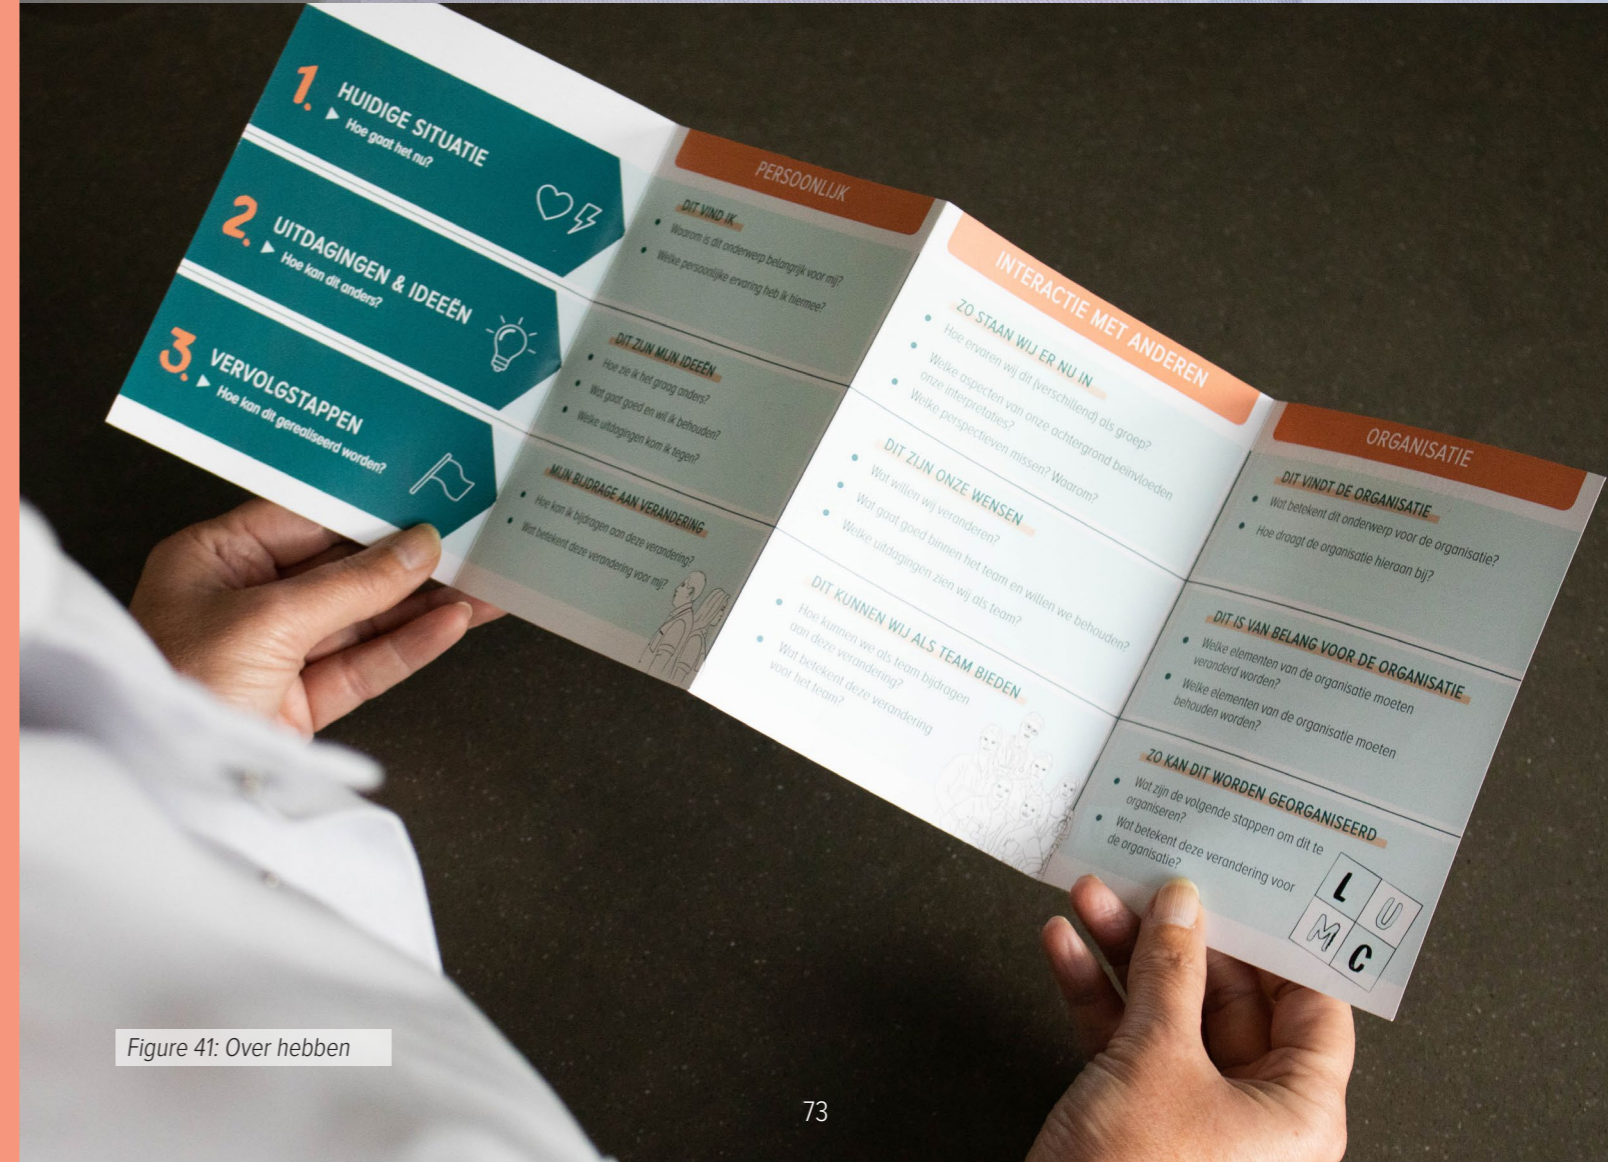 1.
HUIDIGE SITUATIE
Hoe gaat het nu?
2.
UITDAGINGEN & IDEEËN
Hoe kan dit anders?
3.
VERVOLGSTAPPEN
Hoe kan dit gerealiseerd worden?
PERSOONLIJK
DIT VIND IK
Waarom is dit onderwerp belangrijk voor mij?
Welke persoonlijke ervaring heb ik hiermee?
DIT ZIJN MIJN IDEEËN
Hoe zie ik het graag anders?
Wat gaat goed en wil ik behouden?
Welke uitdagingen kom ik tegen?
MIJN BIJDRAGE AAN VERANDERING
Hoe kan ik bijdragen aan deze verandering?
Wat betekent deze verandering voor mij?
INTERACTIE MET ANDEREN
ZO STAAN WIJ ER NU IN
Hoe ervaren wij dit (verschillend) als groep?
Welke aspecten van onze achtergrond beïnvloeden
onze interpretaties?
Welke perspectieven missen? Waarom?
DIT ZIJN ONZE WENSEN
Wat willen wij veranderen?
Wat gaat goed binnen het team en willen we behouden?
Welke uitdagingen zien wij als team?
DIT KUNNEN WIJ ALS TEAM BIEDEN
Hoe kunnen we als team bijdragen
aan deze verandering?
Wat betekent deze verandering
voor het team?
ORGANISATIE
DIT VINDT DE ORGANISATIE
Wat betekent dit onderwerp voor de organisatie?
Hoe draagt de organisatie hieraan bij?
DIT IS VAN BELANG VOOR DE ORGANISATIE
Welke elementen van de organisatie moeten
veranderd worden?
Welke elementen van de organisatie moeten
behouden worden?
ZO KAN DIT WORDEN GEORGANISEERD
Wat zijn de volgende stappen om dit te
organiseren?
Wat betekent deze verandering voor
de organisatie?
L U
M C
Figure 41: Over hebben
73